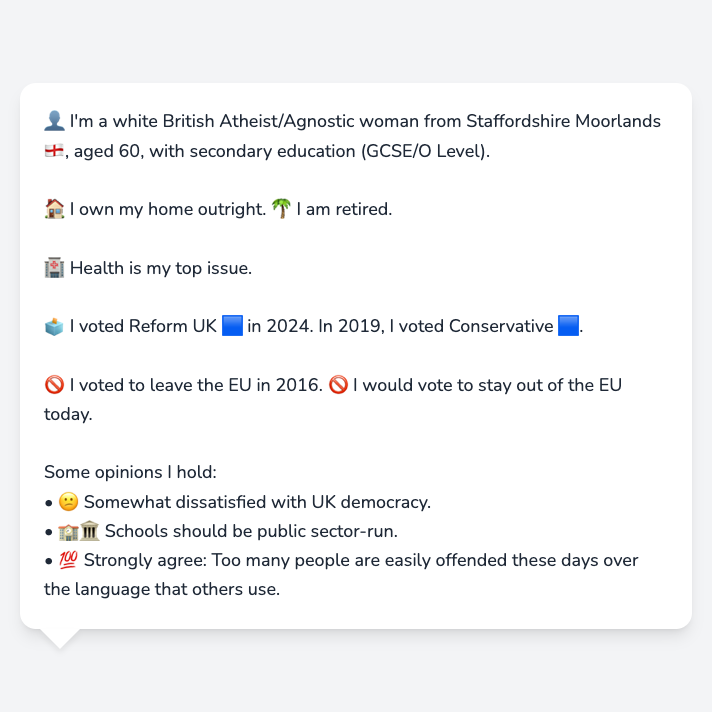 👤 I'm a white British Atheist/Agnostic woman from Staffordshire Moorlands
🏴󠁧󠁢󠁥󠁮󠁧󠁿, aged 60, with secondary education (GCSE/O Level).
🏠 I own my home outright. 🌴 I am retired.
🏥 Health is my top issue.
🗳️ I voted Reform UK 🟦 in 2024. In 2019, I voted Conservative 🟦.
🚫 I voted to leave the EU in 2016. 🚫 I would vote to stay out of the EU
today.
Some opinions I hold:
• 😕 Somewhat dissatisfied with UK democracy.
• 🏫🏛️ Schools should be public sector-run.
• 💯 Strongly agree: Too many people are easily offended these days over
the language that others use.